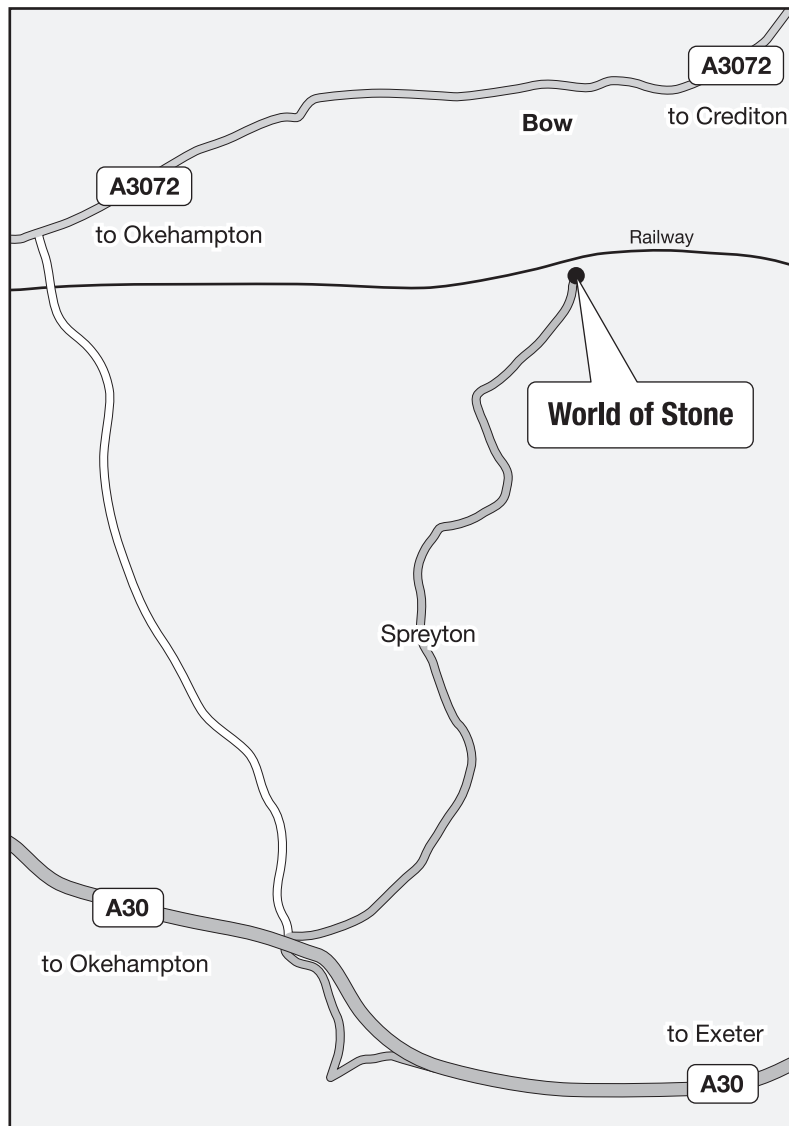 A3072
to Crediton
Bow
A3072
to Okehampton
Railway
World of Stone
Spreyton
A30
to Okehampton
to Exeter
A30